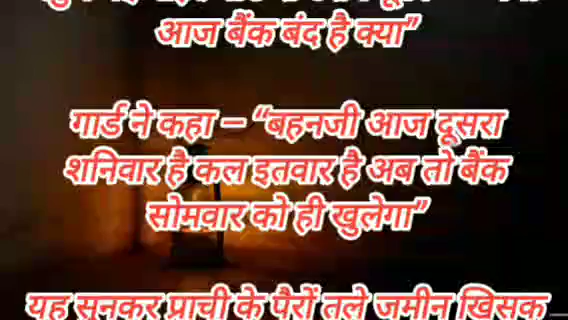 आज बैंक बंद है क्या”
गार्ड ने कहा – “बहनजी आज दूसरा
शनिवार है कल इतवार है अब तो बैंक
सोमवार को ही खुलेगा”
यह सुनकर प्राची के पैरों तले जमीन खिसक